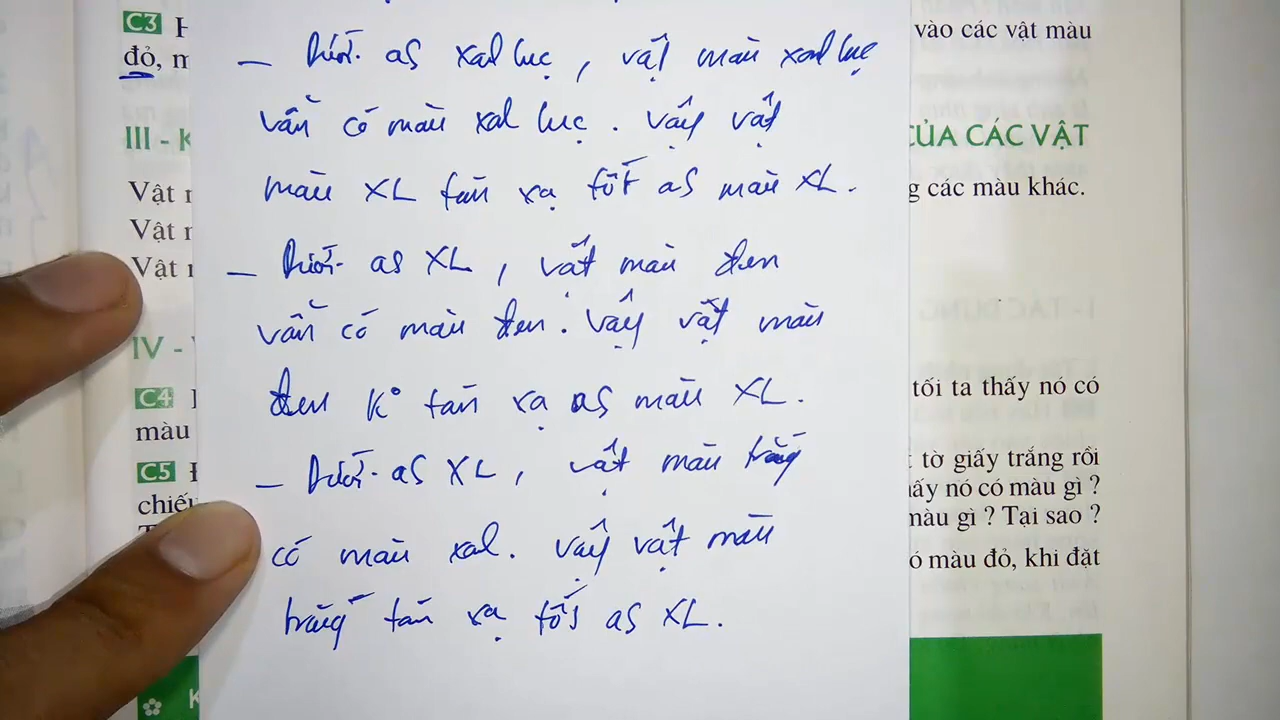 C3 H
vào các vật màu
đỏ, m
– Dưới as xanh lục, vật màu xanh lục
vẫn có màu xanh lục. Vậy vật
màu XL tán xạ tốt as màu XL.
– Dưới as XL, vật màu đen
vẫn có màu đen. Vậy vật màu
đen K° tán xạ as màu XL.
– Dưới as XL, vật màu trắng
có màu xanh. Vậy vật màu
trắng tán xạ tốt as XL.
III - K
CỦA CÁC VẬT
Vật
g các màu khác.
Vật
Vật
I - TÁC DỤNG
IV -
C4
tối ta thấy nó có
màu
C5 Đ
tờ giấy trắng rồi
chiếu
ấy nó có màu gì ?
màu gì ? Tại sao ?
ó màu đỏ, khi đặt
K